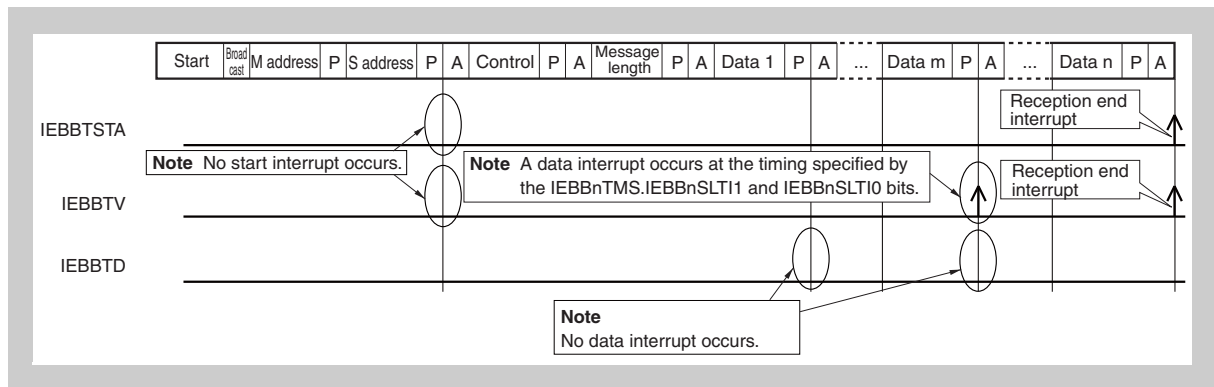 Start Broad cast M address P S address P A Control P A Message length P A Data 1 P A ... Data m P A ... Data n P A
IEBBTSTA
Reception end
interrupt
Note No start interrupt occurs.
Note A data interrupt occurs at the timing specified by
the IEBBnTMS.IEBBnSLTI1 and IEBBnSLTI0 bits.
Reception end
interrupt
IEBBTV
IEBBTD
Note
No data interrupt occurs.